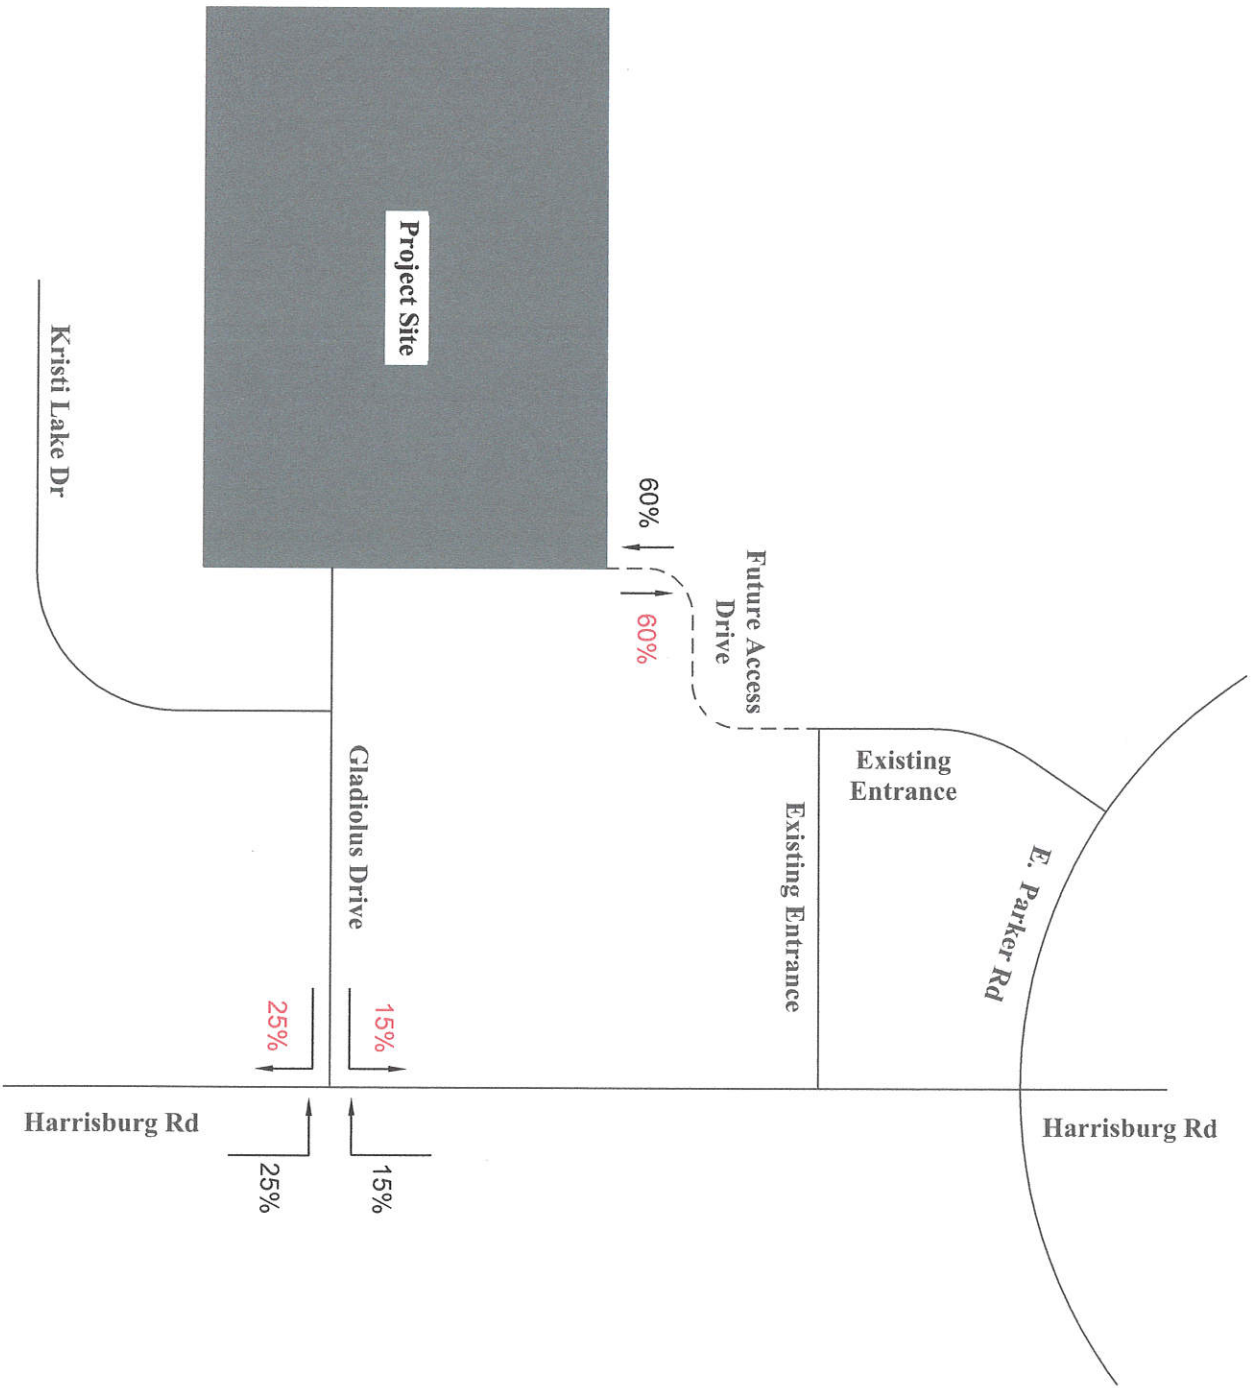 Project Site
Kristi Lake Dr
60%
60%
Future Access
Drive
Existing
Entrance
Existing Entrance
E. Parker Rd
Gladiolus Drive
25%
15%
Harrisburg Rd
Harrisburg Rd
25%
15%